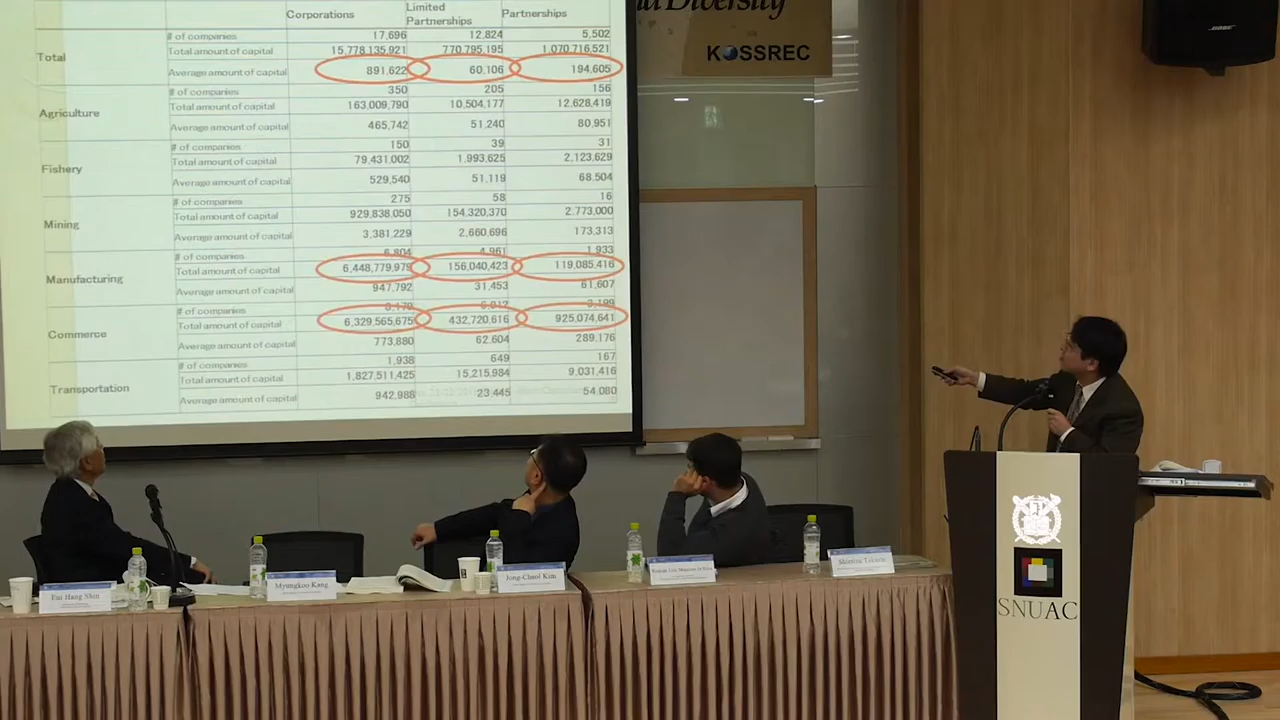 nd Diversity
KOSSREC
BOSE
Corporations Limited Partnerships Partnerships
Total # of companies 17,696 12,824 5,502
Total amount of capital 15,778,135,921 770,795,195 1,070,716,521
Average amount of capital 891,622 60,106 194,605
Agriculture # of companies 350 205 156
Total amount of capital 163,009,790 10,504,177 12,628,419
Average amount of capital 465,742 51,240 80,951
Fishery # of companies 150 39 31
Total amount of capital 79,431,002 1,993,625 2,123,629
Average amount of capital 529,540 51,119 68,504
Mining # of companies 275 58 16
Total amount of capital 929,838,050 154,320,370 2,773,000
Average amount of capital 3,381,229 2,660,696 173,313
Manufacturing # of companies 6,804 4,961 1,933
Total amount of capital 6,448,779,979 156,040,423 119,085,416
Average amount of capital 947,792 31,453 61,607
Commerce # of companies
Total amount of capital 6,329,565,675 432,720,616 925,074,641
Average amount of capital 773,880 62,604 289,176
Transportation # of companies 1,938 649 167
Total amount of capital 1,827,511,425 15,215,984 9,031,416
Average amount of capital 942,988 23,445 54,080
Eui Hang Shin
Myungkoo Kang
Jong-Cheol Kim
SNUAC